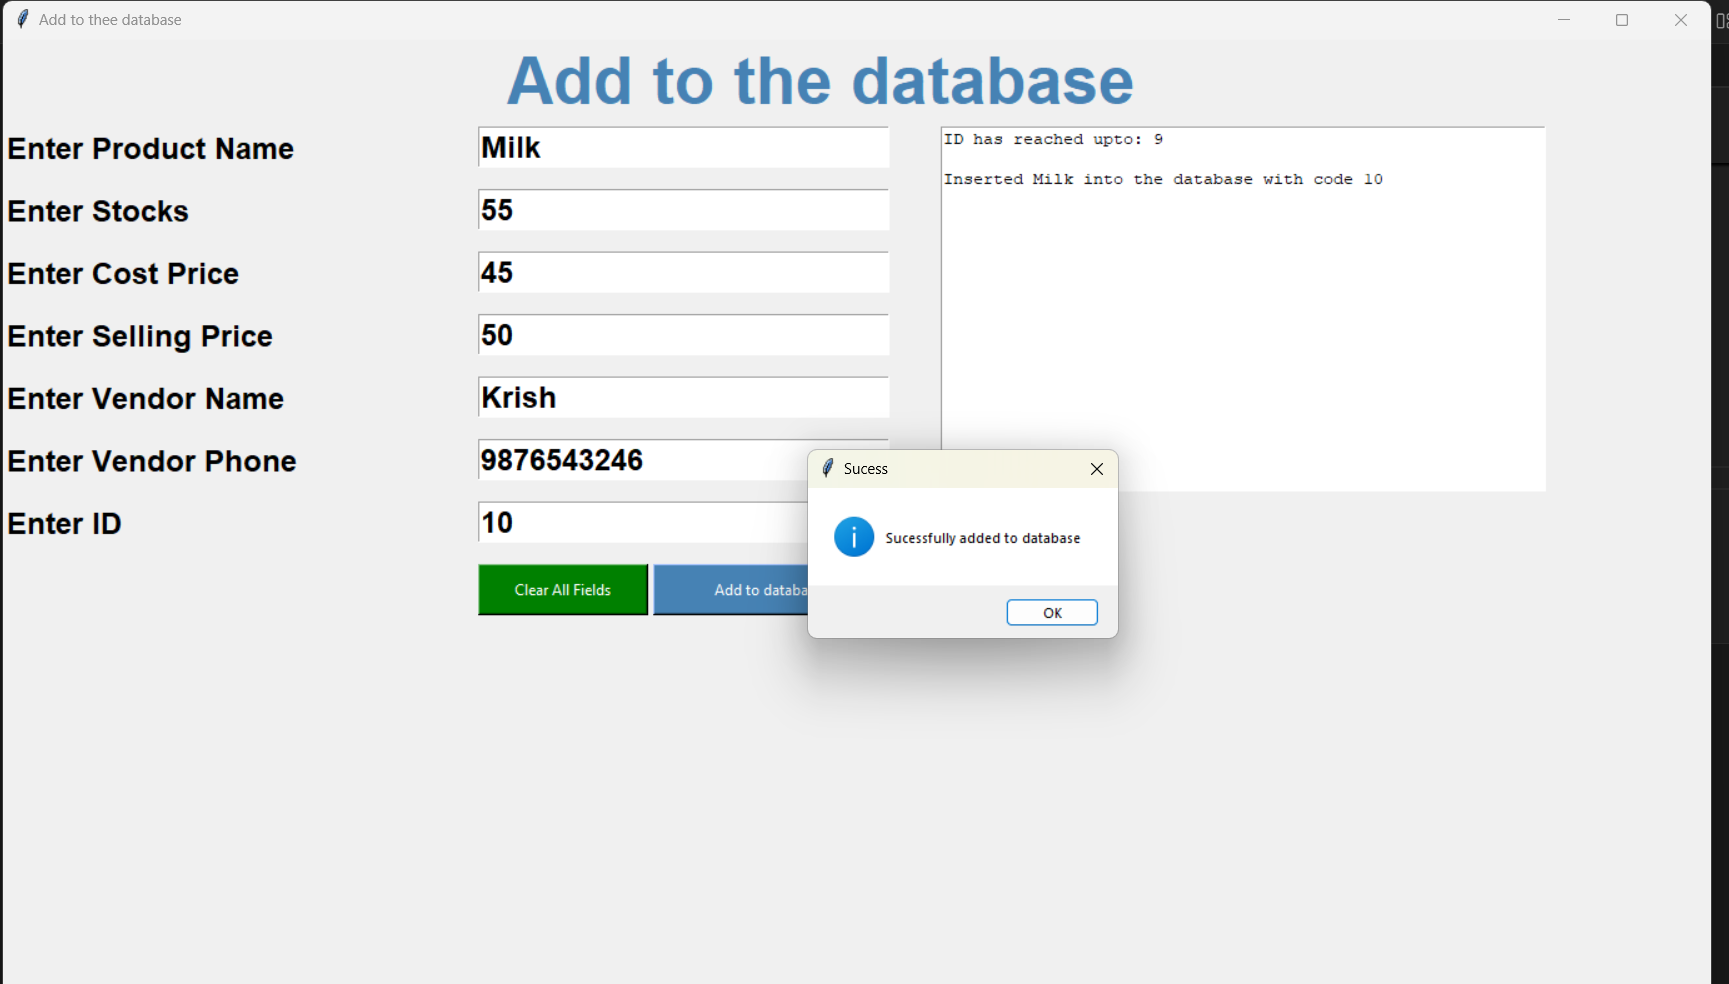 Add to thee database
Add to the database
Enter Product Name
Milk
Enter Stocks
55
Enter Cost Price
45
Enter Selling Price
50
Enter Vendor Name
Krish
Enter Vendor Phone
9876543246
Enter ID
10
Clear All Fields
Add to databa
ID has reached upto: 9
Inserted Milk into the database with code 10
Sucess
Sucessfully added to database
OK